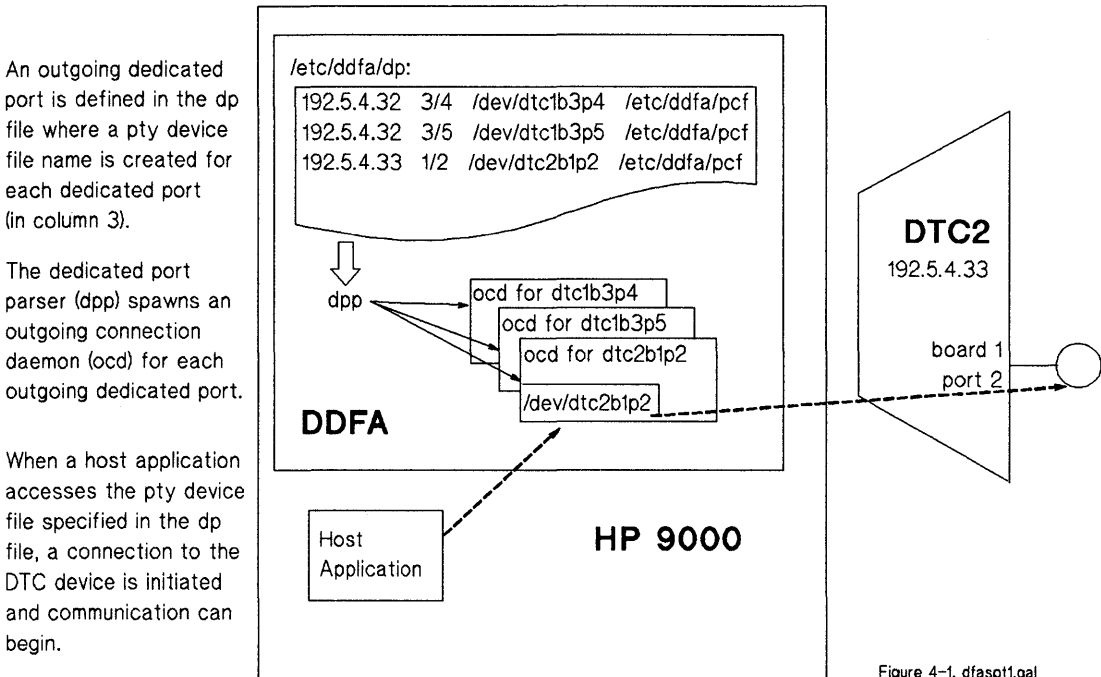 An outgoing dedicated
port is defined in the dp
file where a pty device
file name is created for
each dedicated port
(in column 3).
The dedicated port
parser (dpp) spawns an
outgoing connection
daemon (ocd) for each
outgoing dedicated port.
When a host application
accesses the pty device
file specified in the dp
file, a connection to the
DTC device is initiated
and communication can
begin.
/etc/ddfa/dp:
192.5.4.32 3/4 /dev/dtc1b3p4 /etc/ddfa/pcf
192.5.4.32 3/5 /dev/dtc1b3p5 /etc/ddfa/pcf
192.5.4.33 1/2 /dev/dtc2b1p2 /etc/ddfa/pcf
dpp
ocd for dtc1b3p4
ocd for dtc1b3p5
ocd for dtc2b1p2
/dev/dtc2b1p2
DDFA
Host
Application
HP 9000
DTC2
192.5.4.33
board 1
port 2
Figure 4-1. dfaspt1.gal